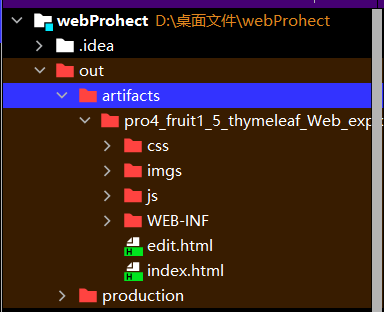 webProhect D:\桌面文件\webProhect
.idea
out
artifacts
pro4_fruit1_5_thymeleaf_Web_exp
css
imgs
js
WEB-INF
edit.html
index.html
production